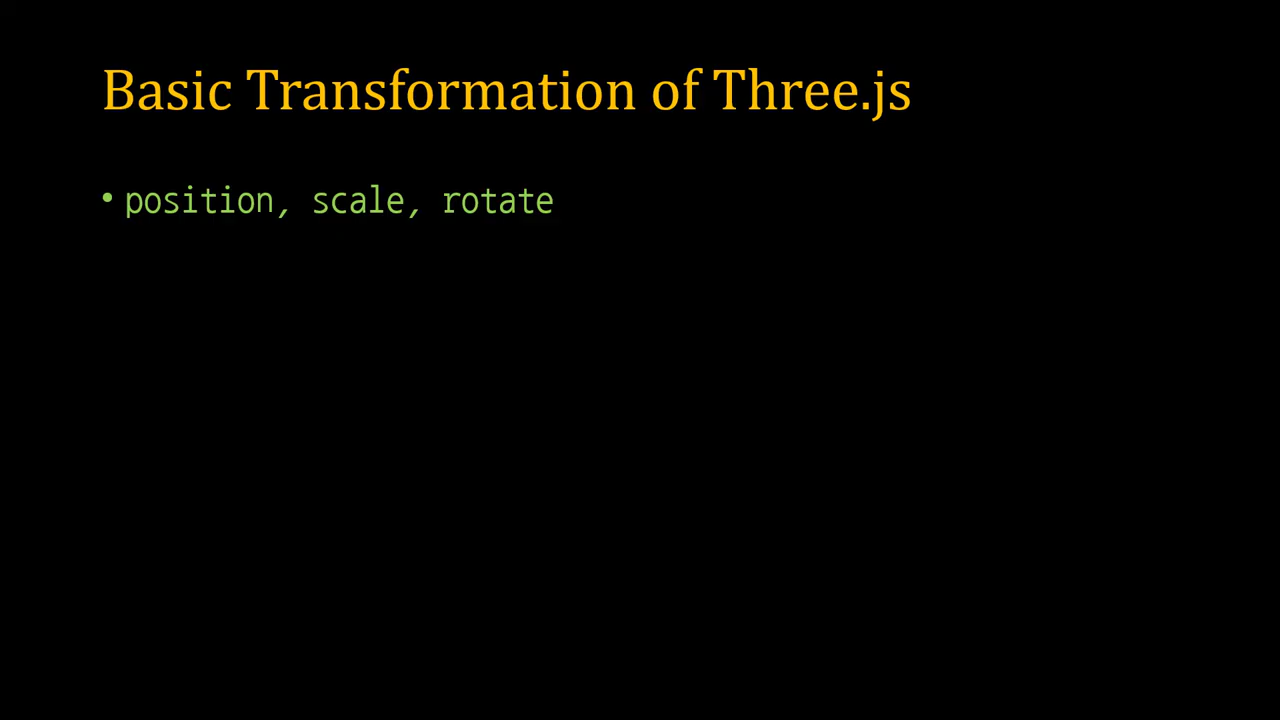 Basic Transformation of Three.js
• position, scale, rotate